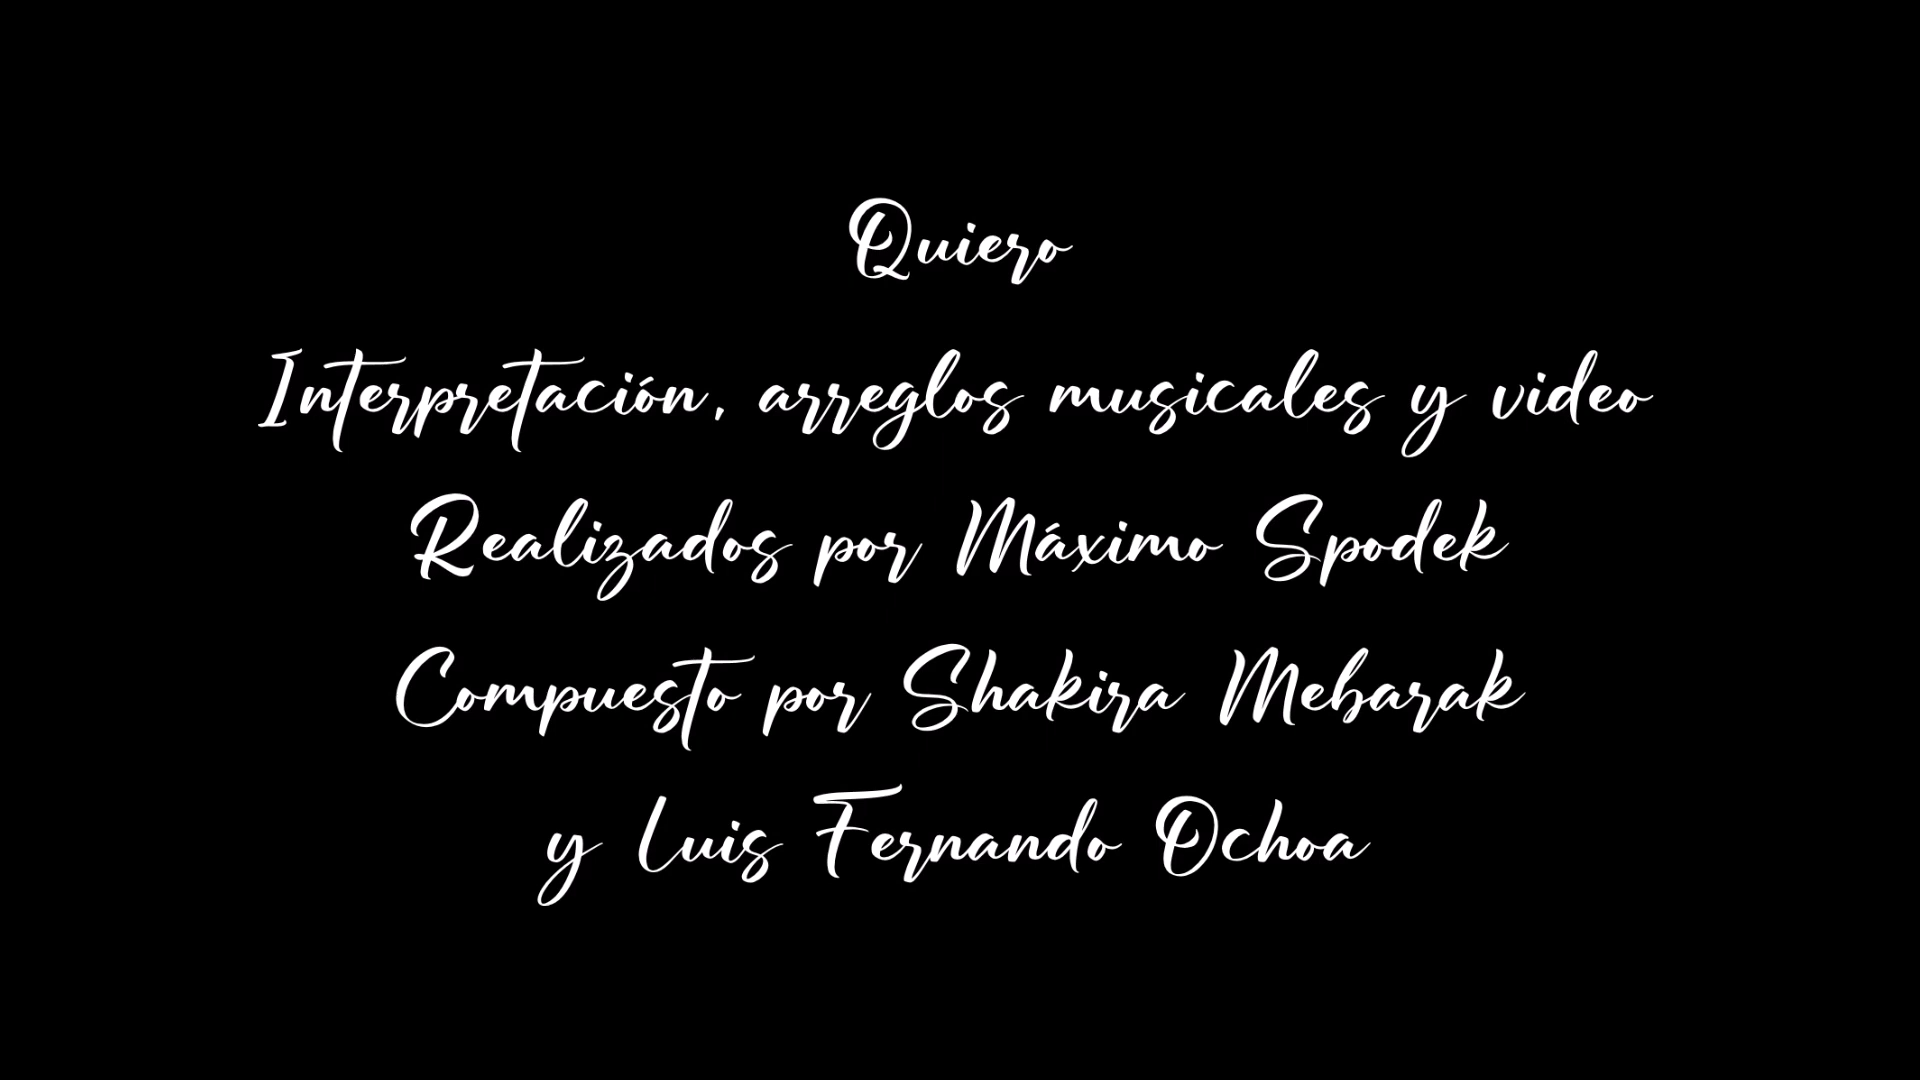 Quiero
Interpretación, arreglos musicales y video
Realizados por Máximo Spodek
Compuesto por Shakira Mebarak
y Luis Fernando Ochoa